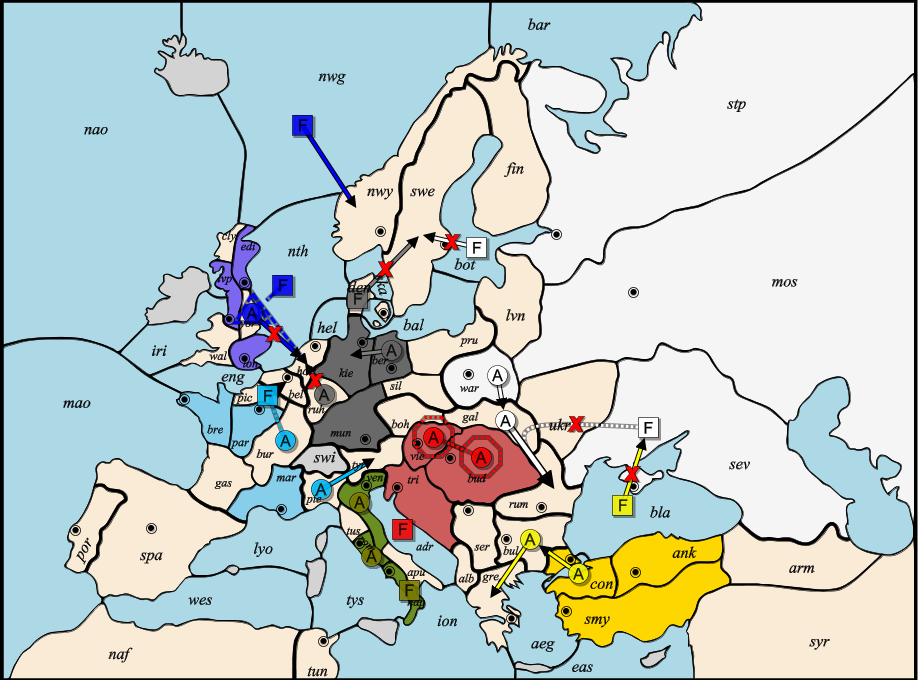 bar
nwg
stp
nao
fin
nwy
swe
cly
edi
nth
F
F
bot
lvp
F
den
ska
F
mos
A
yor
hel
bal
lvn
iri
wal
lon
pru
ho
kie
ber
A
eng
war
A
mao
pic
F
bel
A
ruh
sil
bre
par
A
bur
mun
boh
A
vie
gal
A
ukr
F
swi
tyr
A
bud
sev
gas
mar
A
pie
ven
A
tri
rum
F
bla
por
spa
lyo
tus
F
adr
ser
bul
A
ank
A
apu
alb
gre
A
con
arm
wes
tys
F
nap
ion
smy
naf
tun
aeg
eas
syr